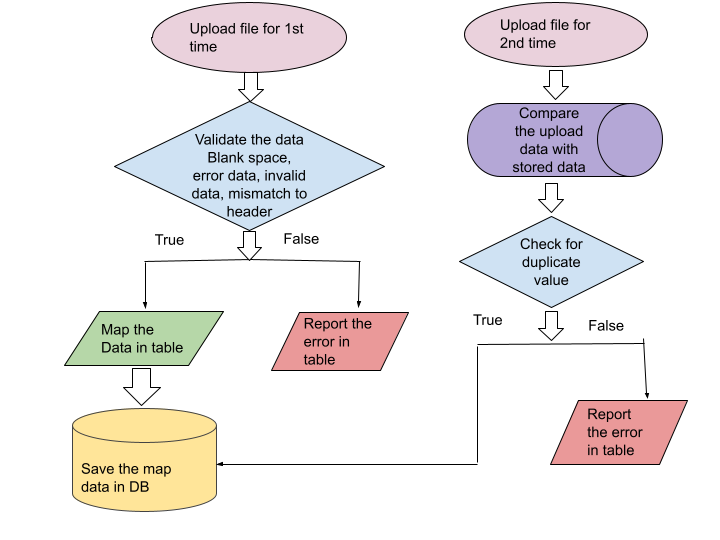 Upload file for 1st
time
Validate the data
Blank space,
error data, invalid
data, mismatch to
header
True
False
Map the
Data in table
Report the
error in
table
Save the map
data in DB
Upload file for
2nd time
Compare
the upload
data with
stored data
Check for
duplicate
value
True
False
Report
the error
in table